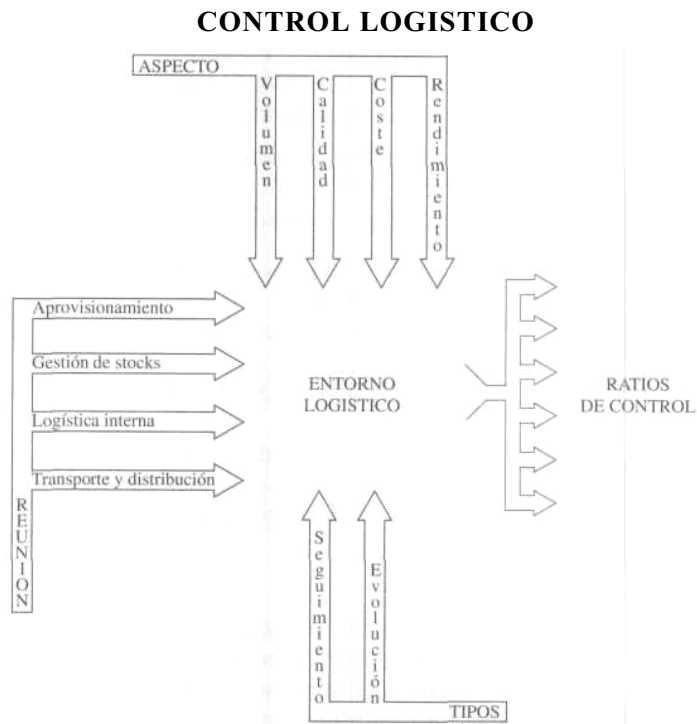 CONTROL LOGISTICO
ASPECTO
Volumen
Calidad
Coste
Rendimiento
Aprovisionamiento
Gestión de stocks
Logística interna
Transporte y distribución
REUNION
ENTORNO
LOGISTICO
RATIOS
DE CONTROL
Seguimiento
Evolución
TIPOS